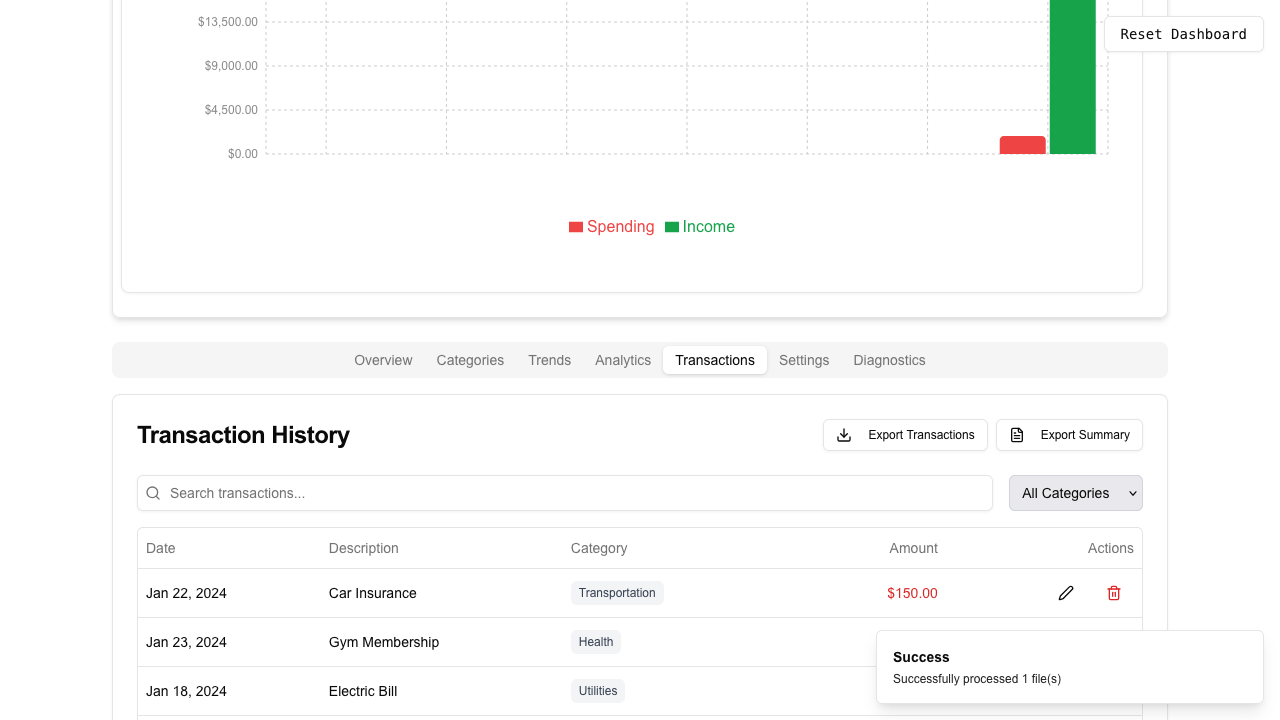 $13,500.00
Reset Dashboard
$9,000.00
$4,500.00
$0.00
Spending Income
Overview Categories Trends Analytics Transactions Settings Diagnostics
Transaction History Export Transactions Export Summary
Search transactions... All Categories
Date Description Category Amount Actions
Jan 22, 2024 Car Insurance Transportation $150.00
Jan 23, 2024 Gym Membership Health
Success
Successfully processed 1 file(s)
Jan 18, 2024 Electric Bill Utilities